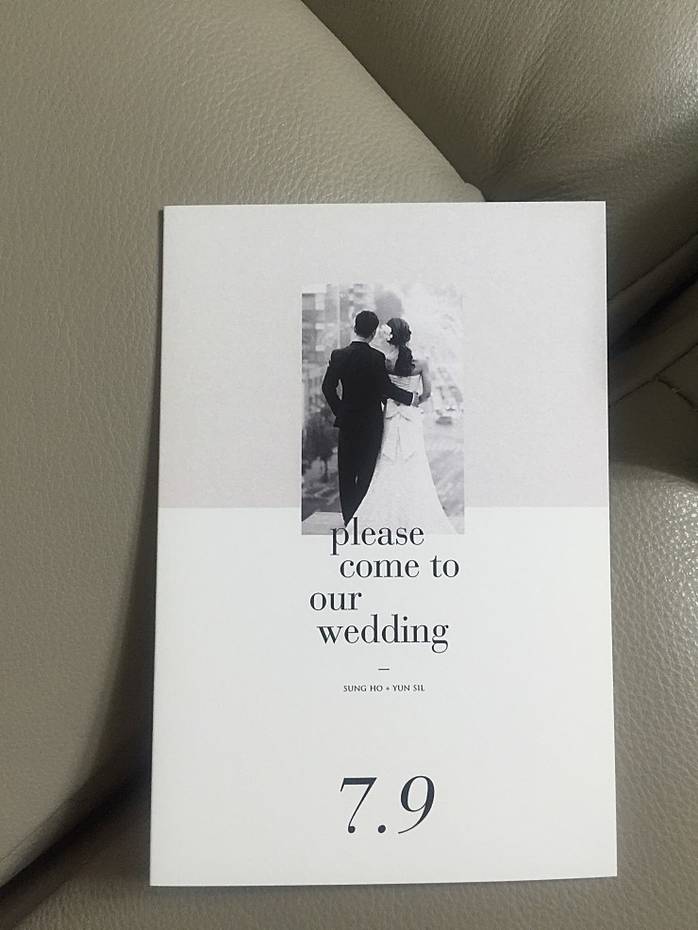 please
come to
our
wedding
—
SUNG HO + YUN SIL
7.9